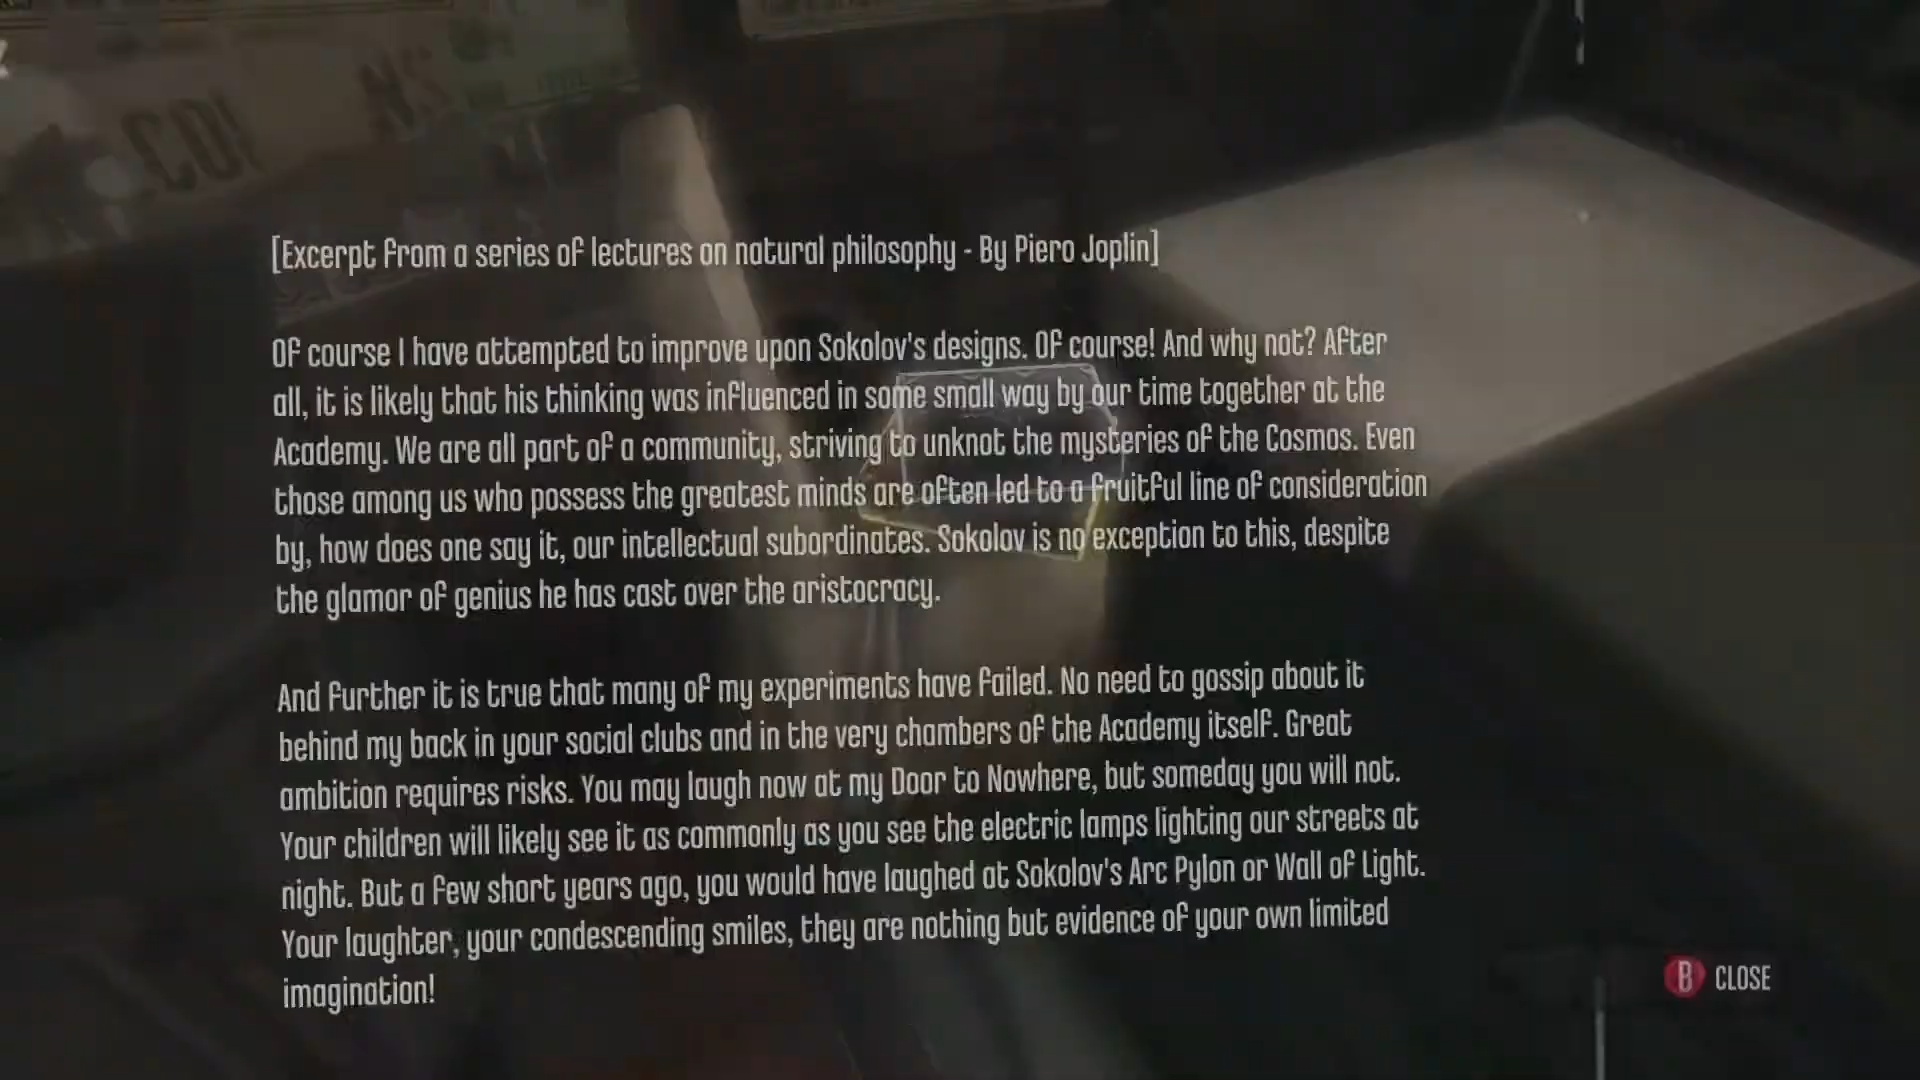 [Excerpt from a series of lectures on natural philosophy - By Piero Joplin]
Of course I have attempted to improve upon Sokolov's designs. Of course! And why not? After
all, it is likely that his thinking was influenced in some small way by our time together at the
Academy. We are all part of a community, striving to unknot the mysteries of the Cosmos. Even
those among us who possess the greatest minds are often led to a fruitful line of consideration
by, how does one say it, our intellectual subordinates. Sokolov is no exception to this, despite
the glamor of genius he has cast over the aristocracy.
And further it is true that many of my experiments have failed. No need to gossip about it
behind my back in your social clubs and in the very chambers of the Academy itself. Great
ambition requires risks. You may laugh now at my Door to Nowhere, but someday you will not.
Your children will likely see it as commonly as you see the electric lamps lighting our streets at
night. But a few short years ago, you would have laughed at Sokolov's Arc Pylon or Wall of Light.
Your laughter, your condescending smiles, they are nothing but evidence of your own limited
imagination!
B CLOSE